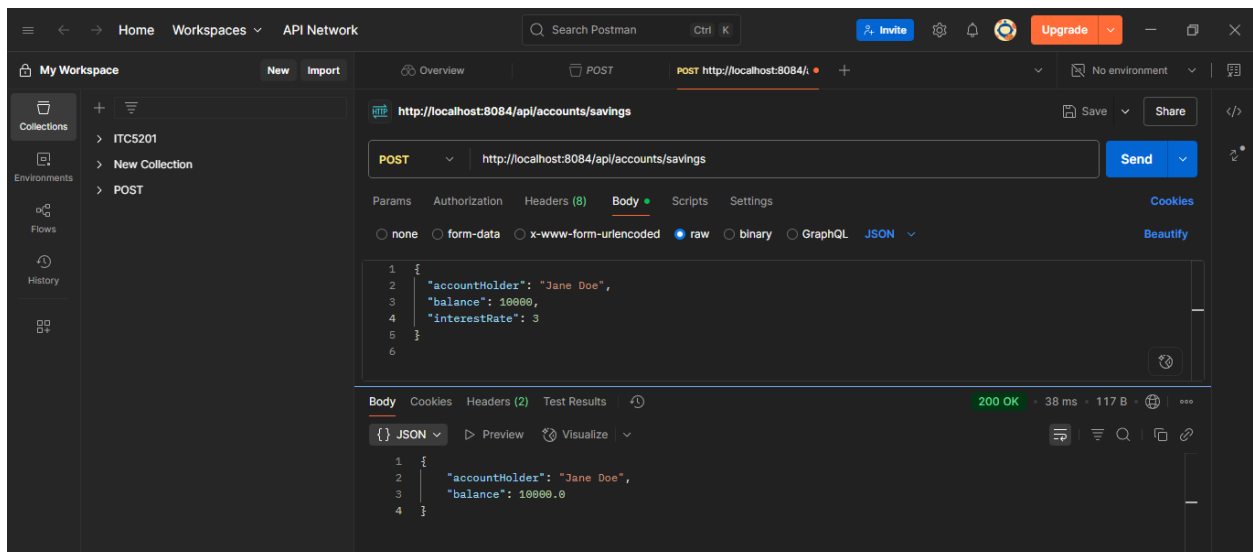 Home Workspaces API Network Search Postman Ctrl K Invite Upgrade
My Workspace New Import Overview POST POST http://localhost:8084/ No environment
Collections
Environments
Flows
History
ITC5201
New Collection
POST
HTTP http://localhost:8084/api/accounts/savings Save Share
POST http://localhost:8084/api/accounts/savings Send
Params Authorization Headers (8) Body Scripts Settings Cookies
none form-data x-www-form-urlencoded raw binary GraphQL JSON Beautify
1 {
2 "accountHolder": "Jane Doe",
3 "balance": 10000,
4 "interestRate": 3
5 }
6
Body Cookies Headers (2) Test Results 200 OK 38 ms 117 B
{} JSON Preview Visualize
1 {
2 "accountHolder": "Jane Doe",
3 "balance": 10000.0
4 }